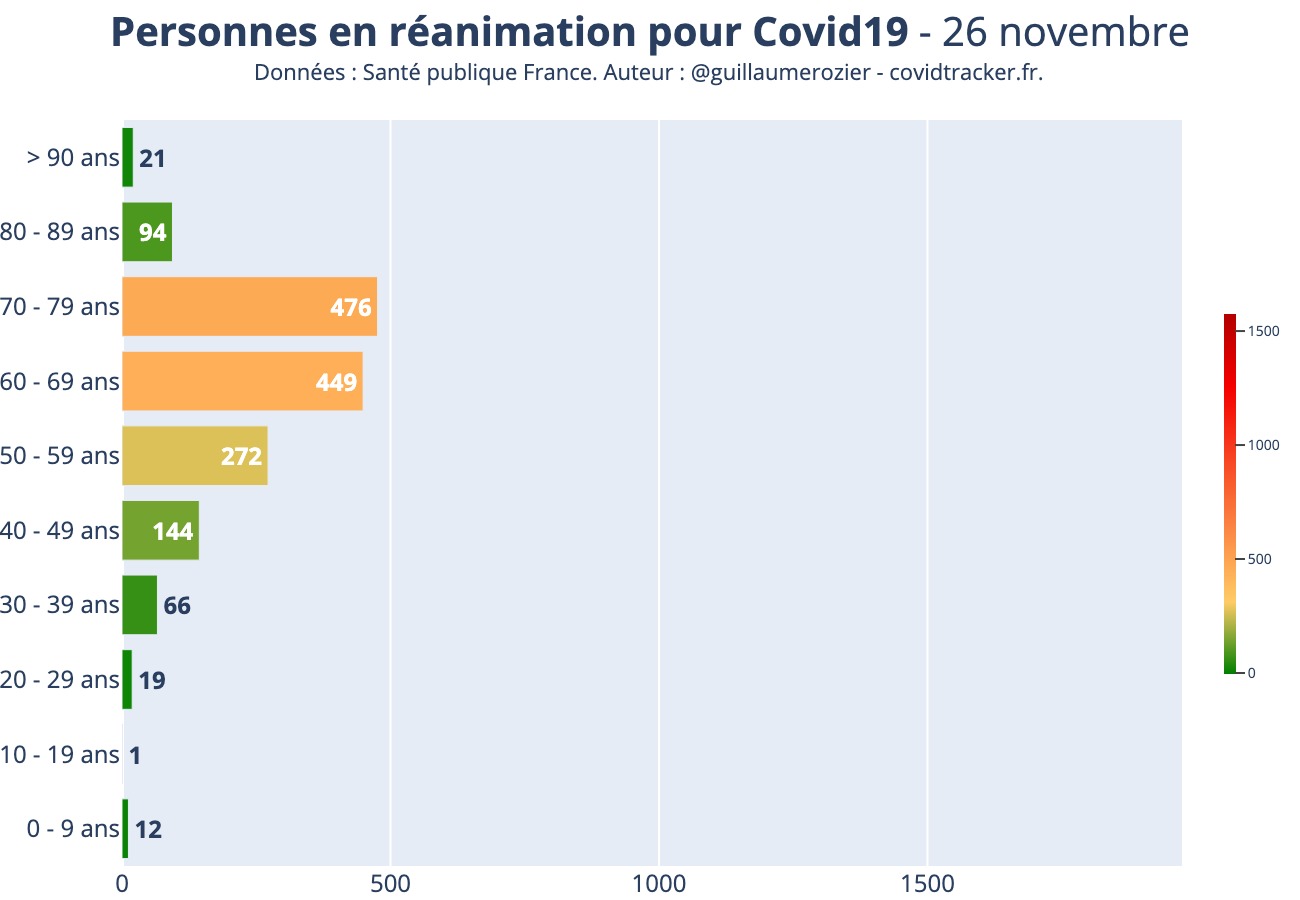 Personnes en réanimation pour Covid19 - 26 novembre
Données : Santé publique France. Auteur : @guillaumerozier - covidtracker.fr.
> 90 ans 21
80 - 89 ans 94
70 - 79 ans 476
60 - 69 ans 449
50 - 59 ans 272
40 - 49 ans 144
30 - 39 ans 66
20 - 29 ans 19
10 - 19 ans 1
0 - 9 ans 12
0 500 1000 1500
1500
1000
500
0